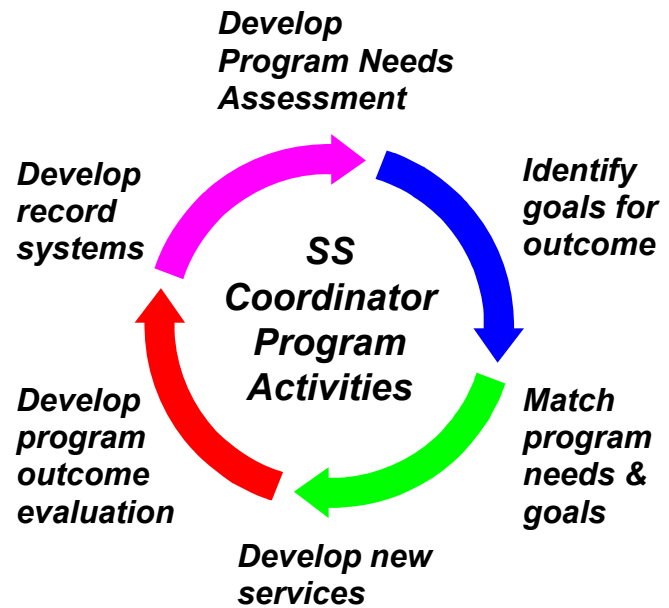 Develop
Program Needs
Assessment
Identify
goals for
outcome
Match
program
needs &
goals
Develop new
services
Develop
program
outcome
evaluation
Develop
record
systems
SS
Coordinator
Program
Activities